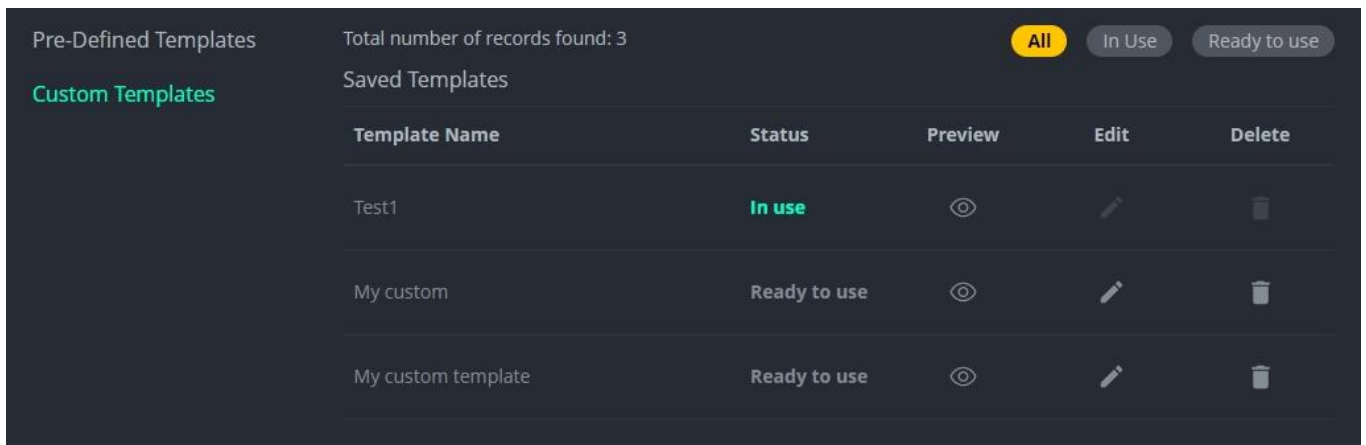 Pre-Defined Templates
Custom Templates
Total number of records found: 3
All In Use Ready to use
Saved Templates
Template Name Status Preview Edit Delete
Test1 In use
My custom Ready to use
My custom template Ready to use